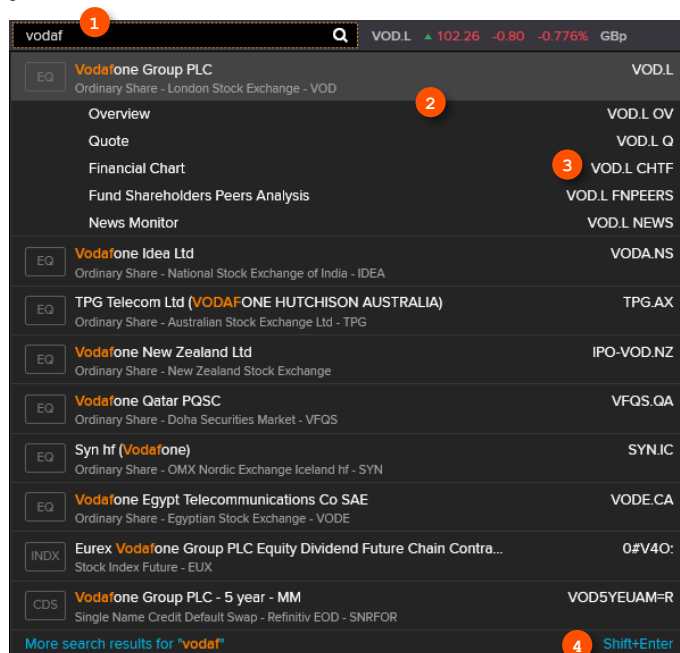 1
vodaf VOD.L ▲ 102.26 -0.80 -0.776% GBp
EQ Vodafone Group PLC VOD.L
Ordinary Share - London Stock Exchange - VOD
2
Overview VOD.L OV
Quote VOD.L Q
Financial Chart 3 VOD.L CHTF
Fund Shareholders Peers Analysis VOD.L FNPEERS
News Monitor VOD.L NEWS
EQ Vodafone Idea Ltd VODA.NS
Ordinary Share - National Stock Exchange of India - IDEA
EQ TPG Telecom Ltd (VODAFONE HUTCHISON AUSTRALIA) TPG.AX
Ordinary Share - Australian Stock Exchange Ltd - TPG
EQ Vodafone New Zealand Ltd IPO-VOD.NZ
Ordinary Share - New Zealand Stock Exchange
EQ Vodafone Qatar PQSC VFQS.QA
Ordinary Share - Doha Securities Market - VFQS
EQ Syn hf (Vodafone) SYN.IC
Ordinary Share - OMX Nordic Exchange Iceland hf - SYN
EQ Vodafone Egypt Telecommunications Co SAE VODE.CA
Ordinary Share - Egyptian Stock Exchange - VODE
INDX Eurex Vodafone Group PLC Equity Dividend Future Chain Contra... 0#V4O:
Stock Index Future - EUX
CDS Vodafone Group PLC - 5 year - MM VOD5YEUAM=R
Single Name Credit Default Swap - Refinitiv EOD - SNRFOR
More search results for "vodaf" 4 Shift+Enter